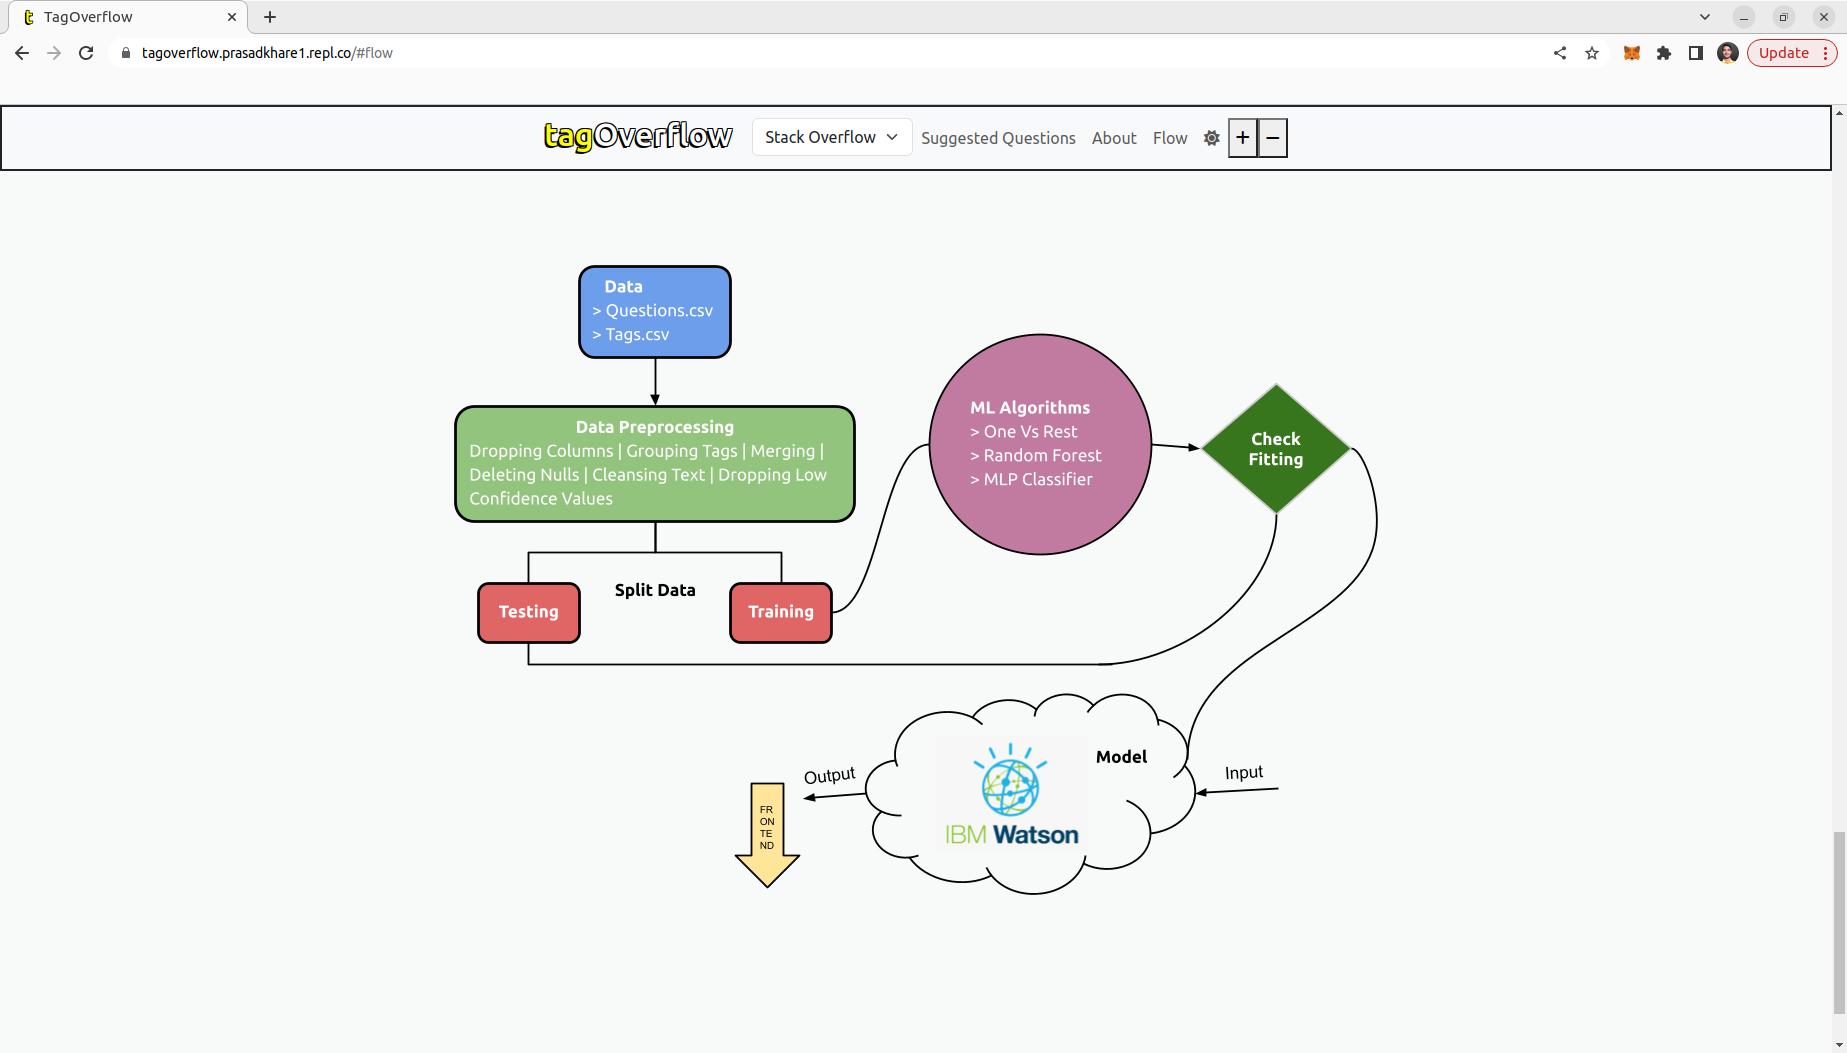 TagOverflow
tagoverflow.prasadkhare1.repl.co/#flow
Update
tagOverflow
Stack Overflow
Suggested Questions
About
Flow
+
−
Data
> Questions.csv
> Tags.csv
Data Preprocessing
Dropping Columns | Grouping Tags | Merging |
Deleting Nulls | Cleansing Text | Dropping Low
Confidence Values
Split Data
Testing
Training
ML Algorithms
> One Vs Rest
> Random Forest
> MLP Classifier
Check
Fitting
Model
IBM Watson
Input
Output
FR
ON
TE
ND